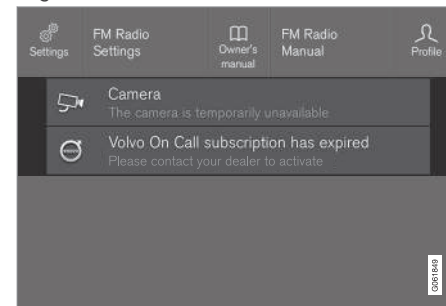 Settings
FM Radio
Settings
Owner's
manual
FM Radio
Manual
Profile
Camera
The camera is temporarily unavailable
Volvo On Call subscription has expired
Please contact your dealer to activate
G061849